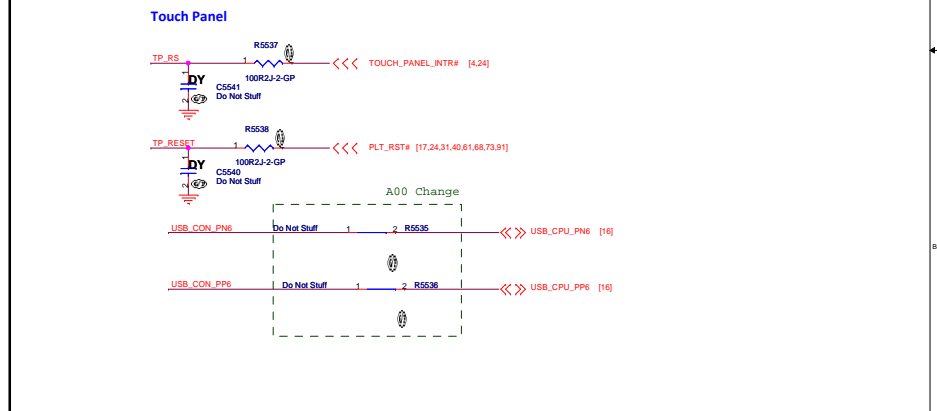 Touch Panel
R5537
TP_RS
1
TOUCH_PANEL_INTR# [4,24]
1
DY
100R2J-2-GP
C5541
Do Not Stuff
2
R5538
TP_RESET
1
PLT_RST# [17,24,31,40,61,68,73,91]
1
DY
100R2J-2-GP
C5540
Do Not Stuff
2
A00 Change
USB_CON_PN6
Do Not Stuff
1
2
R5535
USB_CPU_PN6 [16]
USB_CON_PP6
Do Not Stuff
1
2
R5536
USB_CPU_PP6 [16]
B